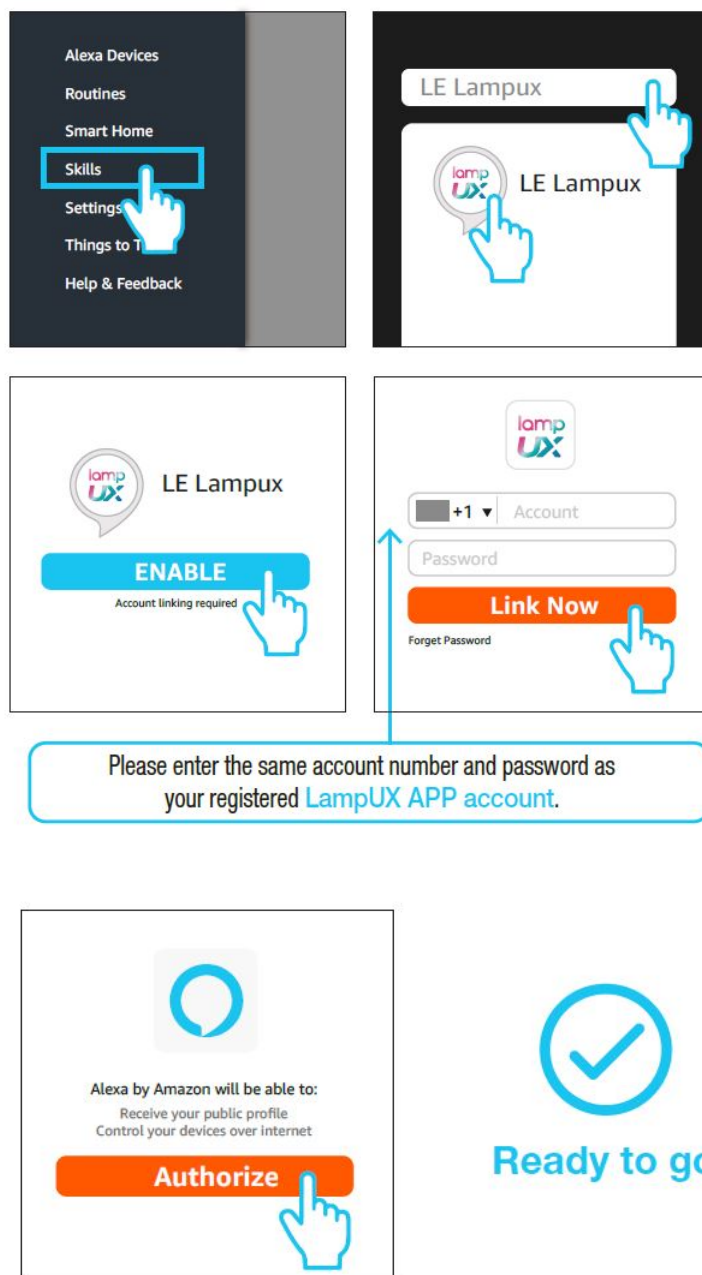 Alexa Devices
Routines
Smart Home
Skills
Settings
Things to T
Help & Feedback
LE Lampux
lamp
UX
LE Lampux
lamp
UX
LE Lampux
ENABLE
Account linking required
lamp
UX
+1 ▼ Account
Password
Link Now
Forget Password
Please enter the same account number and password as
your registered LampUX APP account.
Alexa by Amazon will be able to:
Receive your public profile
Control your devices over internet
Authorize
Ready to go